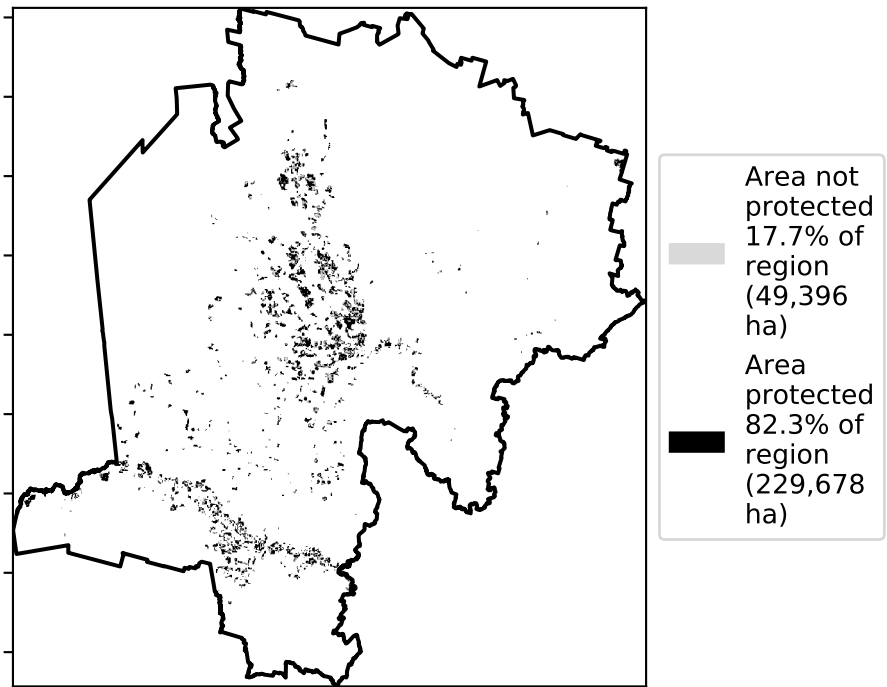 Area not
protected
17.7% of
region
(49,396
ha)
Area
protected
82.3% of
region
(229,678
ha)